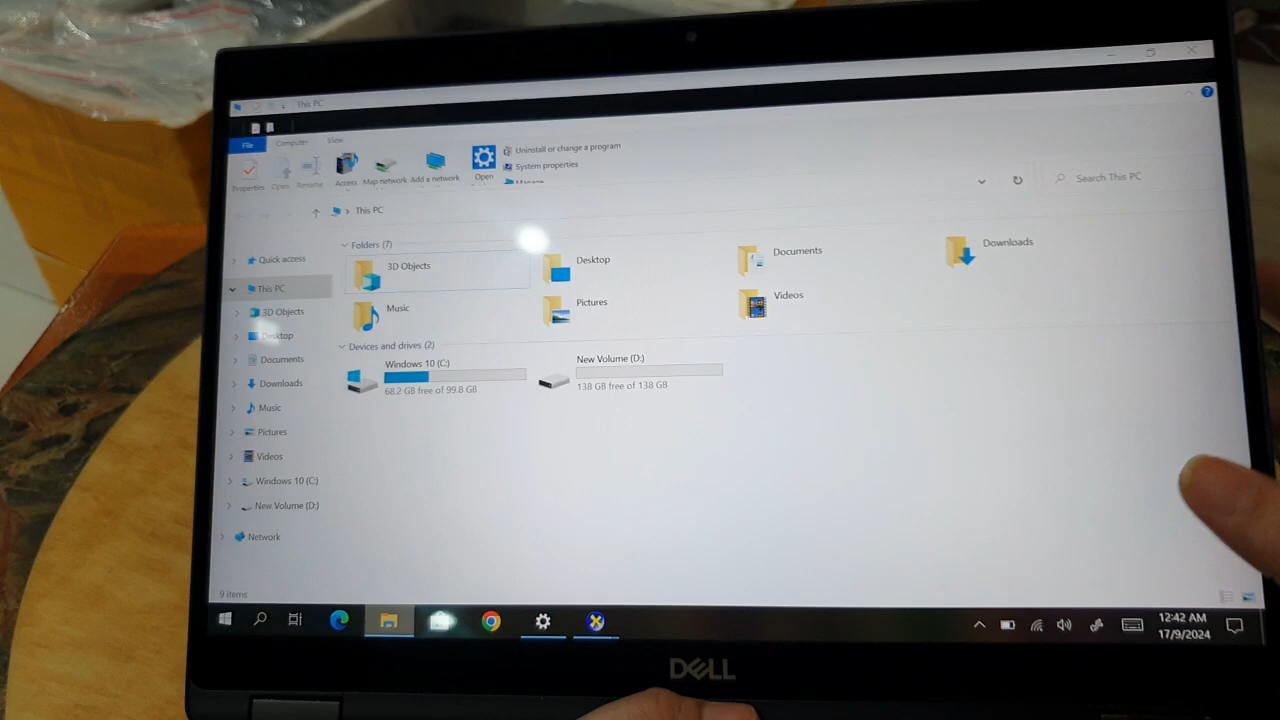 This PC
File Computer View
Properties Open Rename Access Map network Add a network Open
Uninstall or change a program
System properties
Manage
This PC
Search This PC
Quick access
This PC
3D Objects
Desktop
Documents
Downloads
Music
Pictures
Videos
Windows 10 (C:)
New Volume (D:)
Network
Folders (7)
3D Objects
Desktop
Documents
Downloads
Music
Pictures
Videos
Devices and drives (2)
Windows 10 (C:)
68.2 GB free of 99.8 GB
New Volume (D:)
138 GB free of 138 GB
9 items
12:42 AM
17/9/2024
DELL